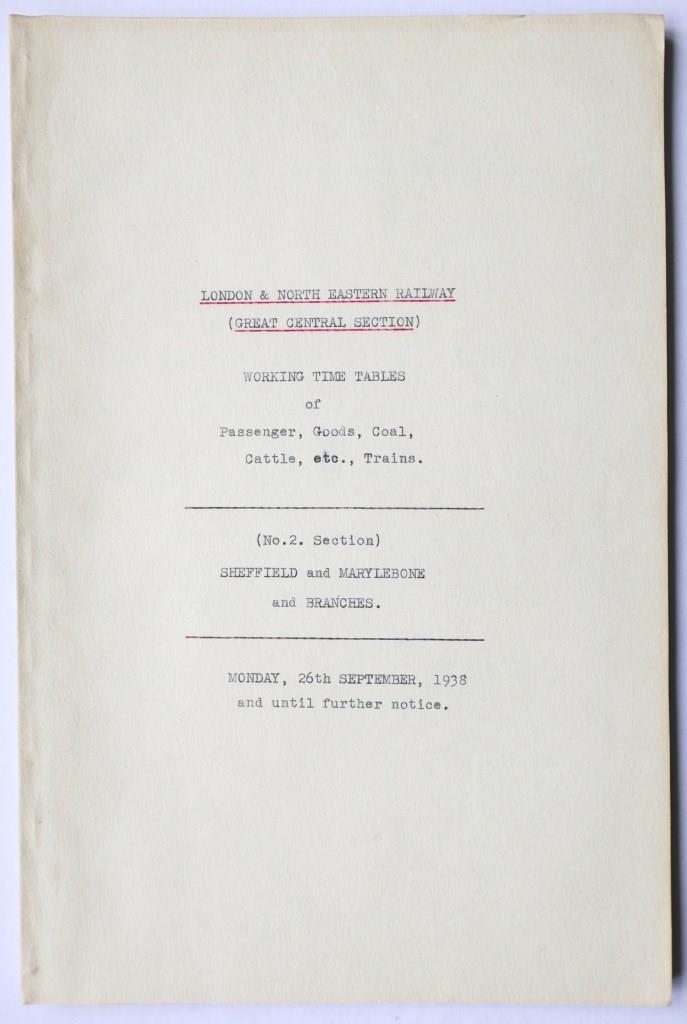 LONDON & NORTH EASTERN RAILWAY
(GREAT CENTRAL SECTION)
WORKING TIME TABLES
of
Passenger, Goods, Coal,
Cattle, etc., Trains.
(No.2. Section)
SHEFFIELD and MARYLEBONE
and BRANCHES.
MONDAY, 26th SEPTEMBER, 1938
and until further notice.